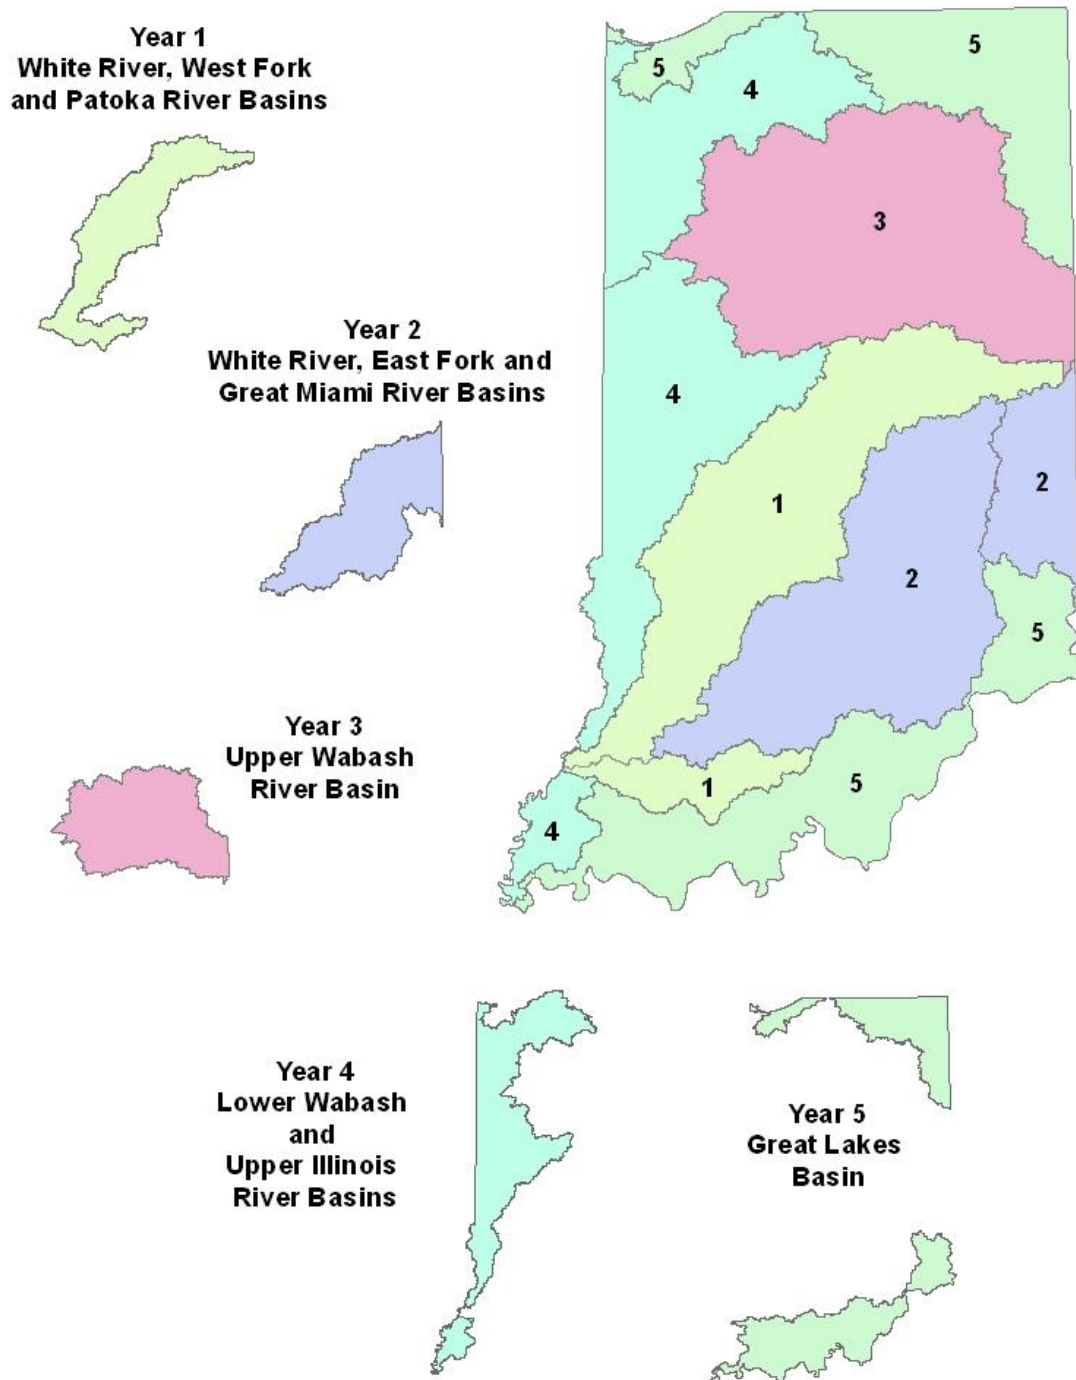 Year 1
White River, West Fork
and Patoka River Basins
5
5
4
3
Year 2
White River, East Fork and
Great Miami River Basins
4
1
2
2
5
Year 3
Upper Wabash
River Basin
1
5
4
Year 4
Lower Wabash
and
Upper Illinois
River Basins
Year 5
Great Lakes
Basin